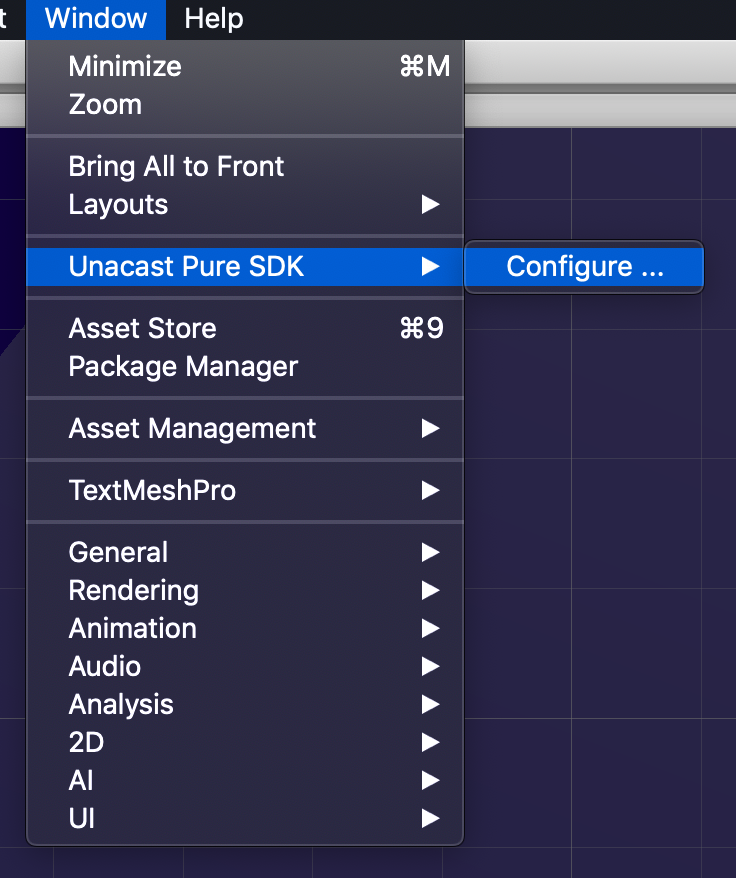 Window Help
Minimize ⌘M
Zoom
Bring All to Front
Layouts
Unacast Pure SDK Configure ...
Asset Store ⌘9
Package Manager
Asset Management
TextMeshPro
General
Rendering
Animation
Audio
Analysis
2D
AI
UI